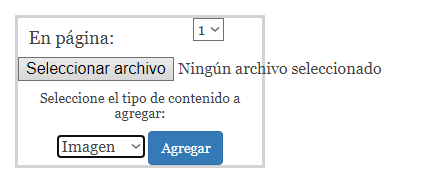 En página: 1
Seleccionar archivo Ningún archivo seleccionado
Seleccione el tipo de contenido a
agregar:
Imagen Agregar